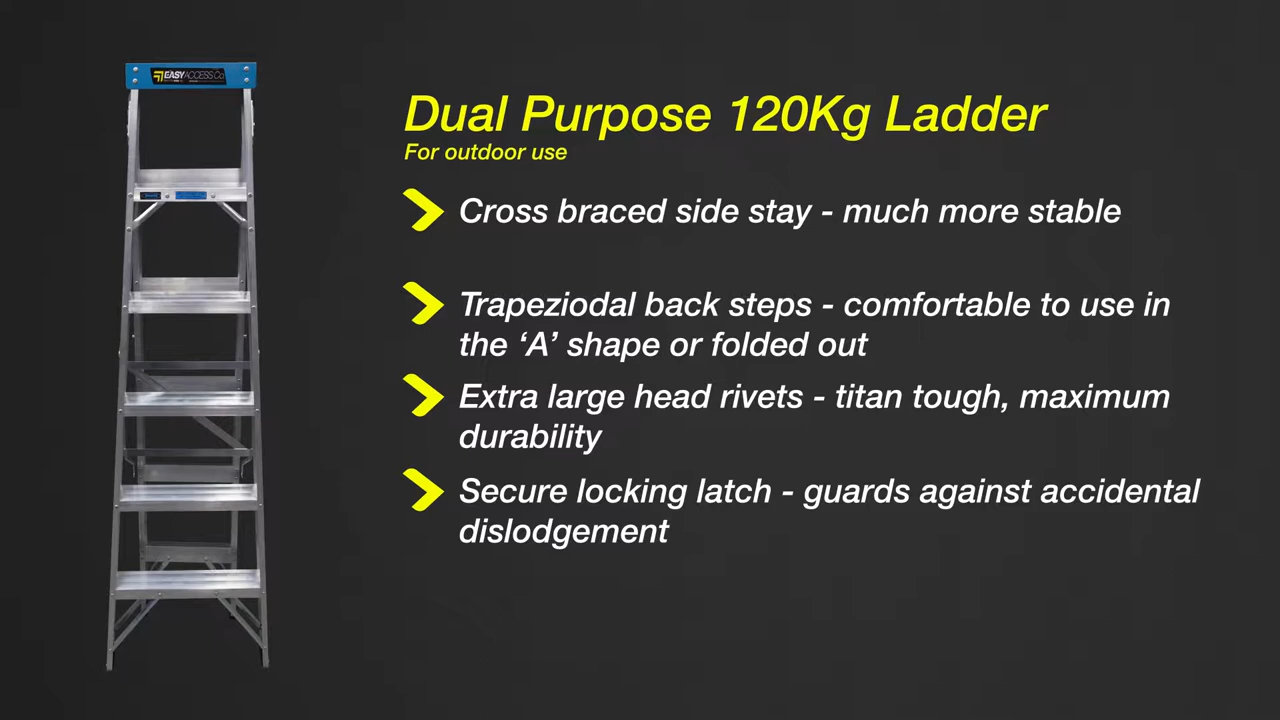 EASYACCESS Co
Dual Purpose 120Kg Ladder
For outdoor use
Cross braced side stay - much more stable
Trapeziodal back steps - comfortable to use in
the ‘A’ shape or folded out
Extra large head rivets - titan tough, maximum
durability
Secure locking latch - guards against accidental
dislodgement